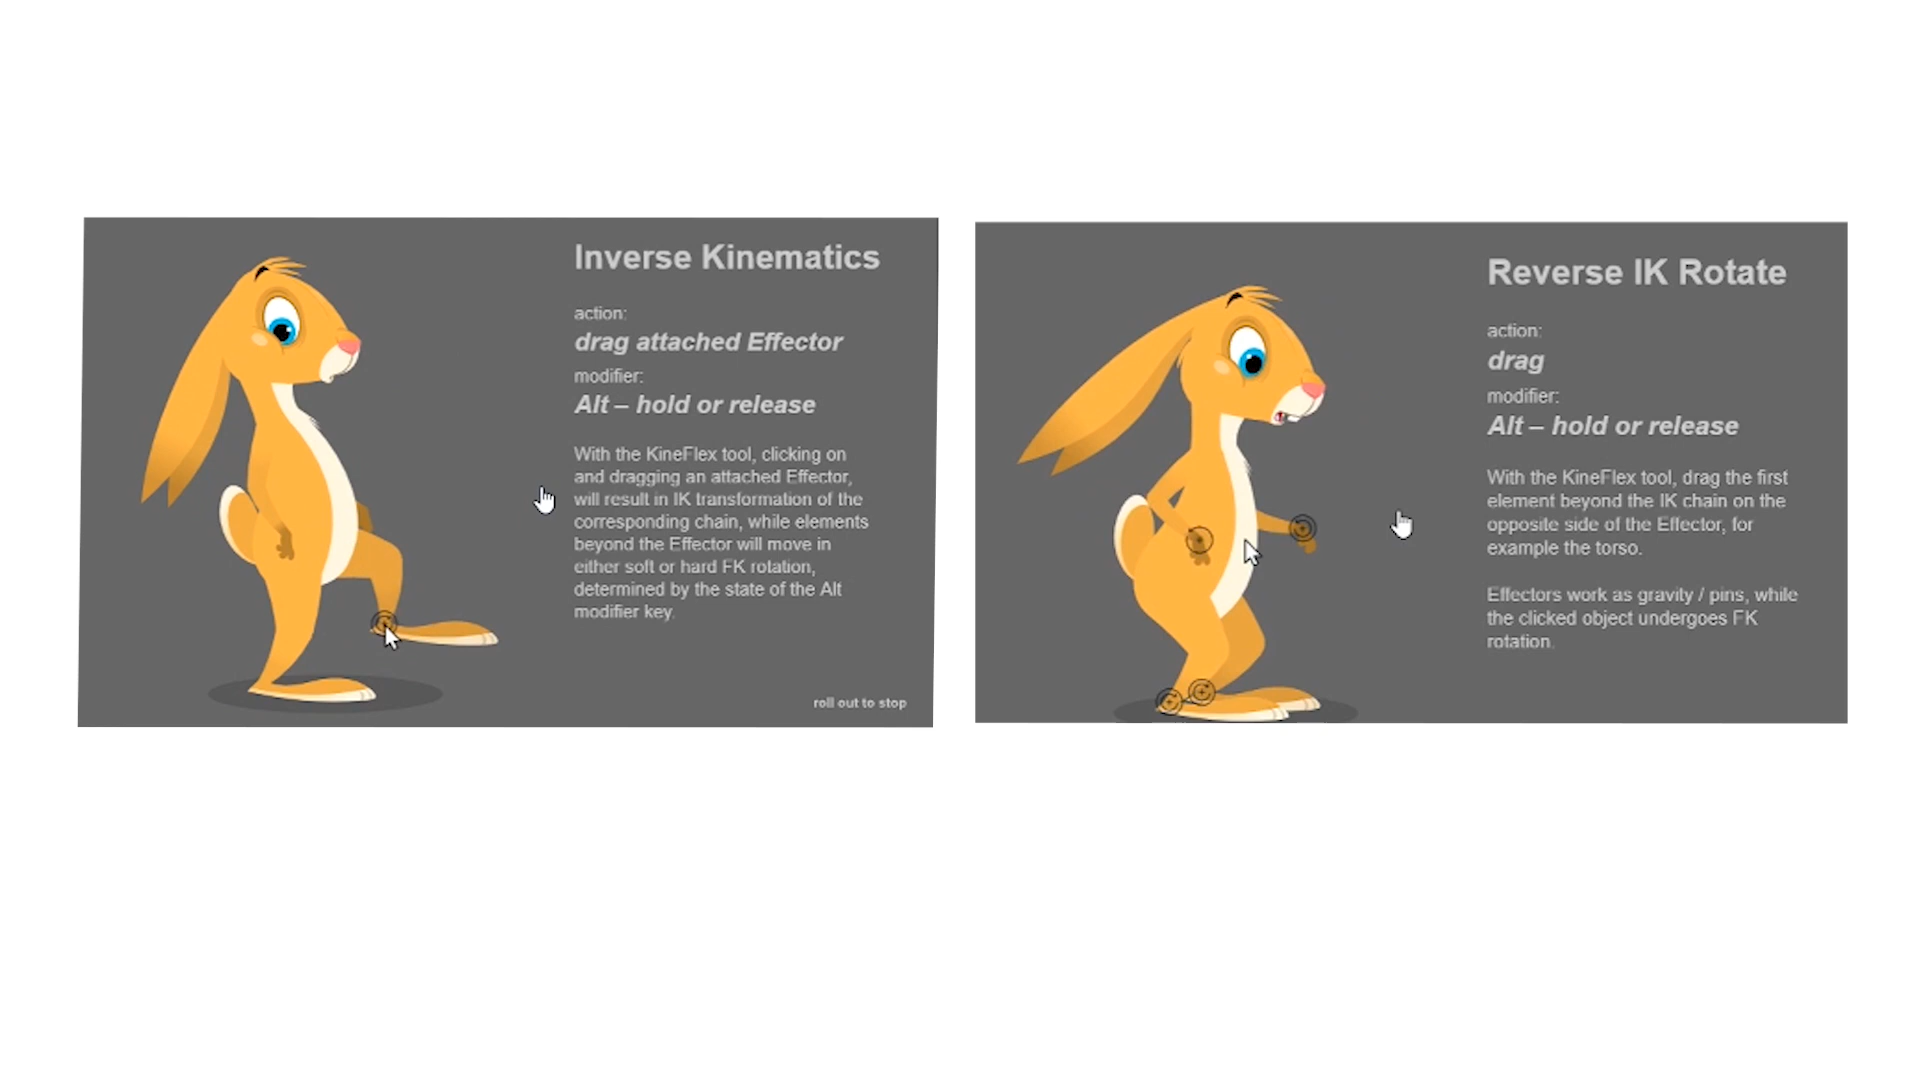 Inverse Kinematics
action:
drag attached Effector
modifier:
Alt – hold or release
With the KineFlex tool, clicking on
and dragging an attached Effector,
will result in IK transformation of the
corresponding chain, while elements
beyond the Effector will move in
either soft or hard FK rotation,
determined by the state of the Alt
modifier key.
roll out to stop
Reverse IK Rotate
action:
drag
modifier:
Alt – hold or release
With the KineFlex tool, drag the first
element beyond the IK chain on the
opposite side of the Effector, for
example the torso.
Effectors work as gravity / pins, while
the clicked object undergoes FK
rotation.